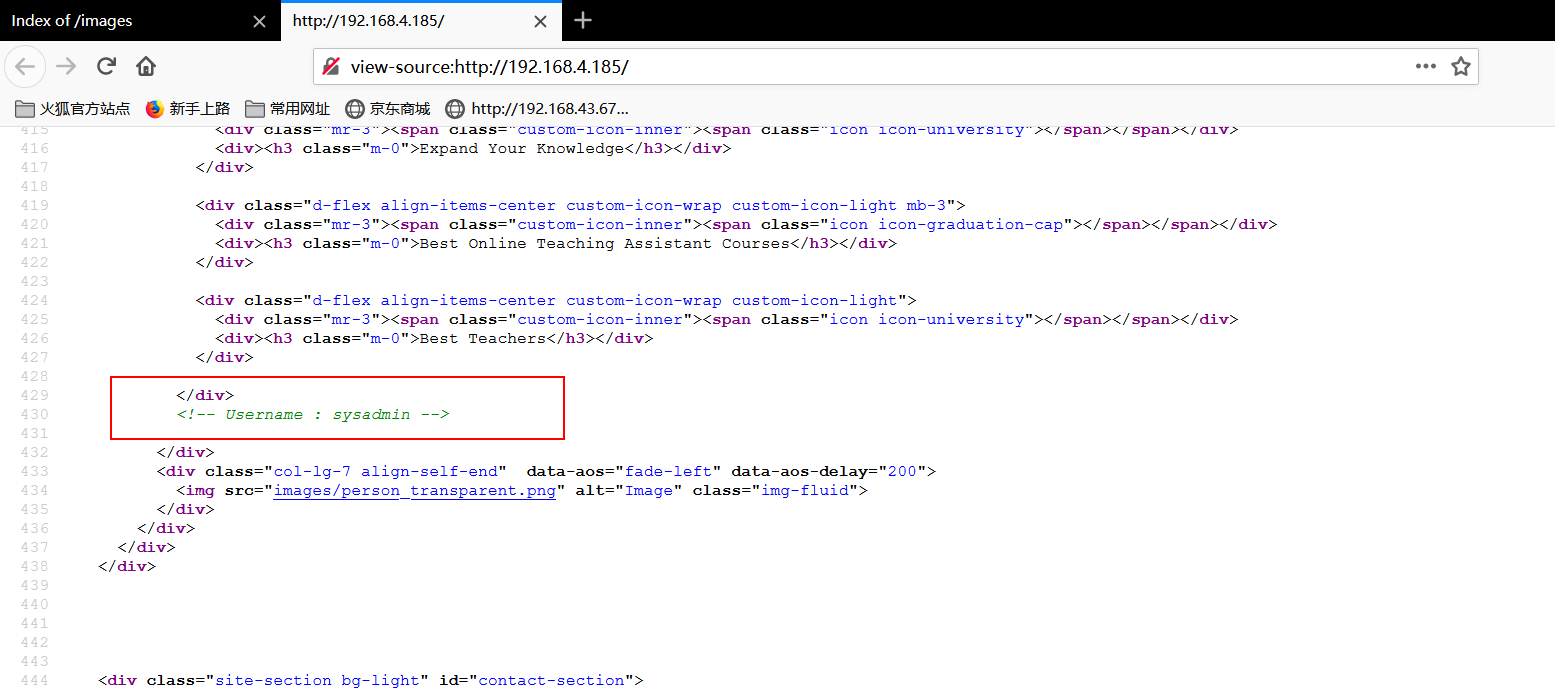 Index of /images
http://192.168.4.185/
view-source:http://192.168.4.185/
火狐官方站点 新手上路 常用网址 京东商城 http://192.168.43.67...
415 <div class="mr-3"><span class="custom-icon-inner"><span class="icon icon-university"></span></span></div>
416 <div><h3 class="m-0">Expand Your Knowledge</h3></div>
417 </div>
418
419 <div class="d-flex align-items-center custom-icon-wrap custom-icon-light mb-3">
420 <div class="mr-3"><span class="custom-icon-inner"><span class="icon icon-graduation-cap"></span></span></div>
421 <div><h3 class="m-0">Best Online Teaching Assistant Courses</h3></div>
422 </div>
423
424 <div class="d-flex align-items-center custom-icon-wrap custom-icon-light">
425 <div class="mr-3"><span class="custom-icon-inner"><span class="icon icon-university"></span></span></div>
426 <div><h3 class="m-0">Best Teachers</h3></div>
427 </div>
428
429 </div>
430 <!-- Username : sysadmin -->
431
432 </div>
433 <div class="col-lg-7 align-self-end"  data-aos="fade-left" data-aos-delay="200">
434 <img src="images/person_transparent.png" alt="Image" class="img-fluid">
435 </div>
436 </div>
437 </div>
438 </div>
439
440
441
442
443
444 <div class="site-section bg-light" id="contact-section">